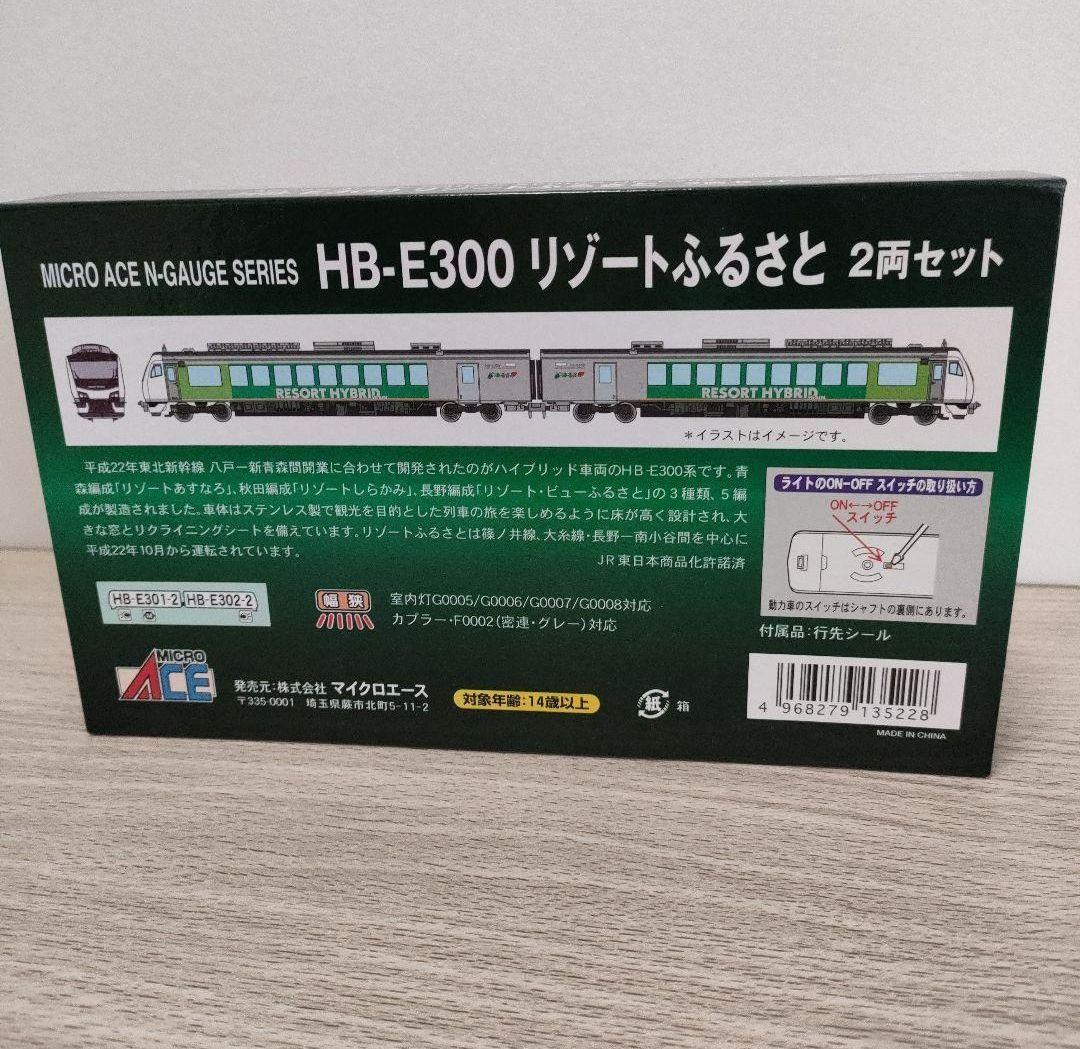 MICRO ACE N-GAUGE SERIES HB-E300 リゾートふるさと 2両セット
RESORT HYBRID
RESORT HYBRID
＊イラストはイメージです。
平成22年東北新幹線 八戸ー新青森間開業に合わせて開発されたのがハイブリッド車両のHB-E300系です。青
森編成「リゾートあすなろ」、秋田編成「リゾートしらかみ」、長野編成「リゾート・ビューふるさと」の3種類、5編
成が製造されました。車体はステンレス製で観光を目的とした列車の旅を楽しめるように床が高く設計され、大
きな窓とリクライニングシートを備えています。リゾートふるさとは篠ノ井線、大糸線・長野ー南小谷間を中心に
平成22年10月から運転されています。
JR東日本商品化許諾済
ライトのON-OFF スイッチの取り扱い方
ON←→OFF
スイッチ
動力車のスイッチはシャフトの裏側にあります。
付属品：行先シール
HB-E301-2 HB-E302-2
幅狭
室内灯G0005/G0006/G0007/G0008対応
カプラー・F0002（密連・グレー）対応
MICRO
ACE
発売元：株式会社 マイクロエース
〒335-0001 埼玉県蕨市北町5-11-2
対象年齢：14歳以上
紙 箱
4 968279 135228
MADE IN CHINA